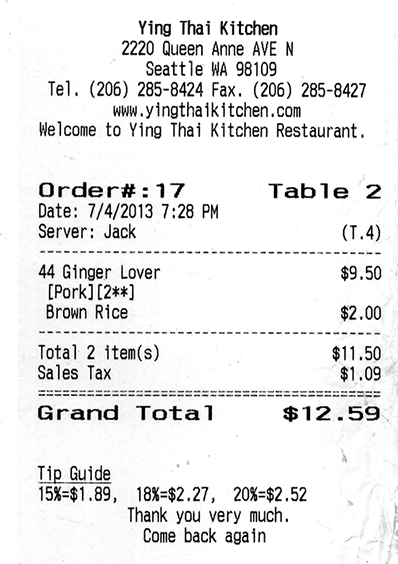 Ying Thai Kitchen
2220 Queen Anne AVE N
Seattle WA 98109
Tel. (206) 285-8424 Fax. (206) 285-8427
www.yingthaikitchen.com
Welcome to Ying Thai Kitchen Restaurant.
Order#:17 Table 2
Date: 7/4/2013 7:28 PM
Server: Jack (T.4)
44 Ginger Lover $9.50
[Pork][2**]
Brown Rice $2.00
Total 2 item(s) $11.50
Sales Tax $1.09
Grand Total $12.59
Tip Guide
15%=$1.89, 18%=$2.27, 20%=$2.52
Thank you very much.
Come back again